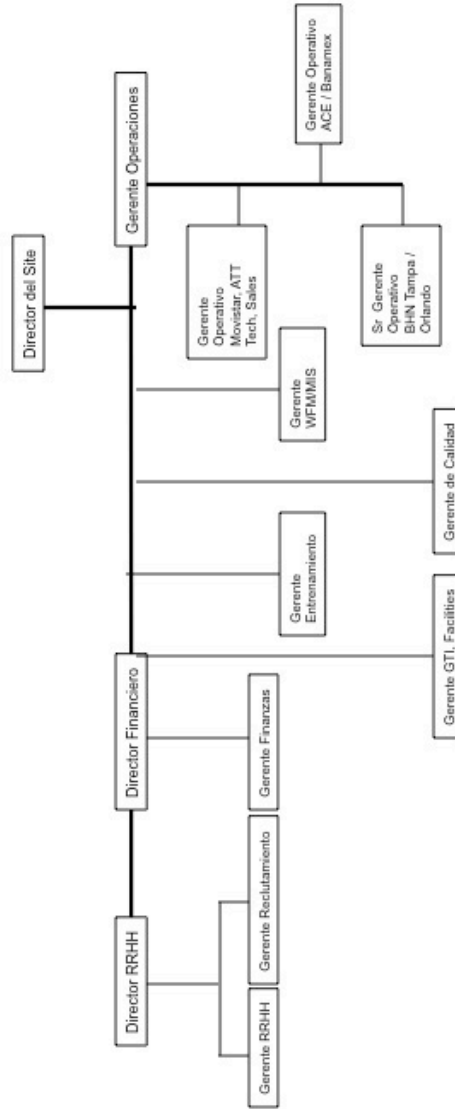 Director del Site
Director RRHH
Director Financiero
Gerente Operaciones
Gerente RRHH
Gerente Reclutamiento
Gerente Finanzas
Gerente
Entrenamiento
Gerente
WFM/MIS
Gerente
Operativo
Movistar, ATT
Tech, Sales
Gerente Operativo
ACE / Banamex
Gerente GTI, Facilities
Gerente de Calidad
Sr Gerente
Operativo
BHN Tampa /
Orlando